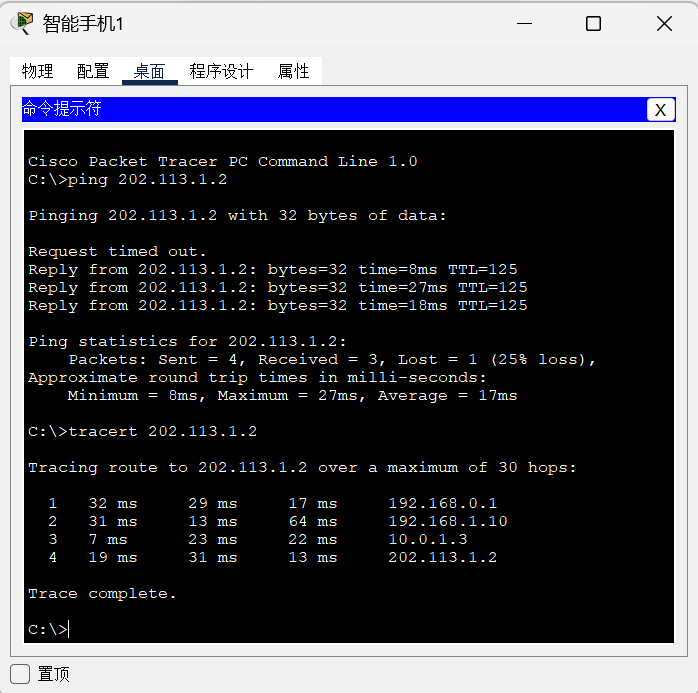 智能手机1
物理 配置 桌面 程序设计 属性
命令提示符 X
Cisco Packet Tracer PC Command Line 1.0
C:\>ping 202.113.1.2
Pinging 202.113.1.2 with 32 bytes of data:
Request timed out.
Reply from 202.113.1.2: bytes=32 time=8ms TTL=125
Reply from 202.113.1.2: bytes=32 time=27ms TTL=125
Reply from 202.113.1.2: bytes=32 time=18ms TTL=125
Ping statistics for 202.113.1.2:
    Packets: Sent = 4, Received = 3, Lost = 1 (25% loss),
Approximate round trip times in milli-seconds:
    Minimum = 8ms, Maximum = 27ms, Average = 17ms
C:\>tracert 202.113.1.2
Tracing route to 202.113.1.2 over a maximum of 30 hops:
  1   32 ms     29 ms     17 ms     192.168.0.1
  2   31 ms     13 ms     64 ms     192.168.1.10
  3   7 ms      23 ms     22 ms     10.0.1.3
  4   19 ms     31 ms     13 ms     202.113.1.2
Trace complete.
C:\>
置顶